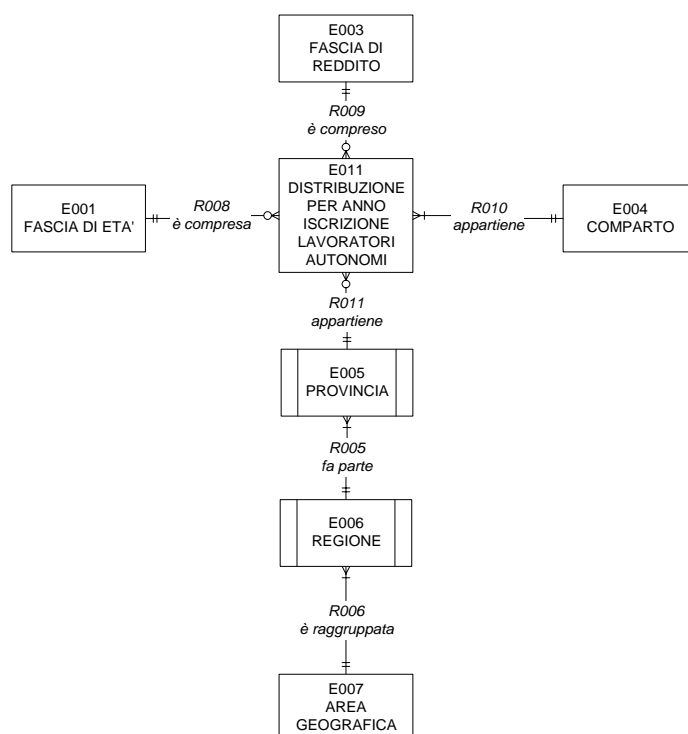 E003
FASCIA DI
REDDITO
R009
è compreso
E011
DISTRIBUZIONE
PER ANNO
ISCRIZIONE
LAVORATORI
AUTONOMI
E001
FASCIA DI ETA'
R008
è compresa
R010
appartiene
E004
COMPARTO
R011
appartiene
E005
PROVINCIA
R005
fa parte
E006
REGIONE
R006
è raggruppata
E007
AREA
GEOGRAFICA